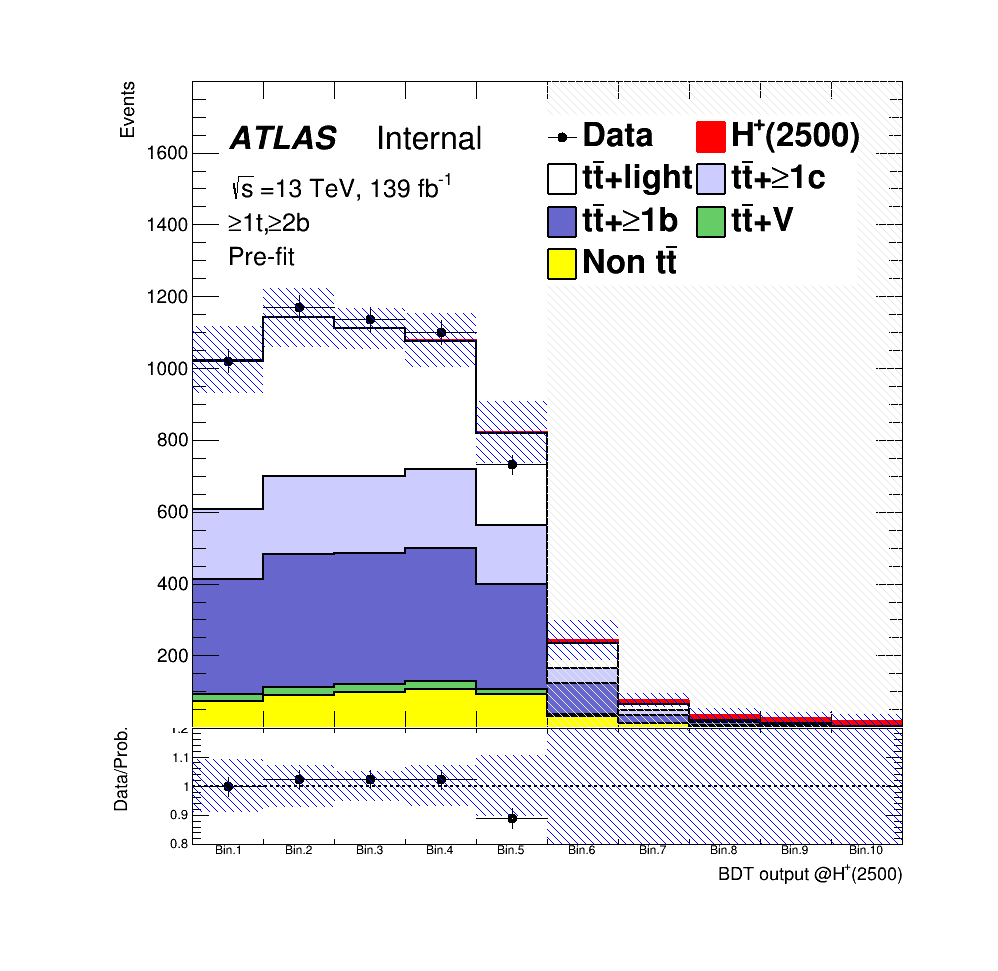 Events
1600
1400
1200
1000
800
600
400
200
ATLAS Internal
√s =13 TeV, 139 fb⁻¹
≥1t,≥2b
Pre-fit
Data H⁺(2500)
tt̄+light tt̄+≥1c
tt̄+≥1b tt̄+V
Non tt̄
Data/Prob.
1.2
1.1
1
0.9
0.8
Bin.1 Bin.2 Bin.3 Bin.4 Bin.5 Bin.6 Bin.7 Bin.8 Bin.9 Bin.10
BDT output @H⁺(2500)